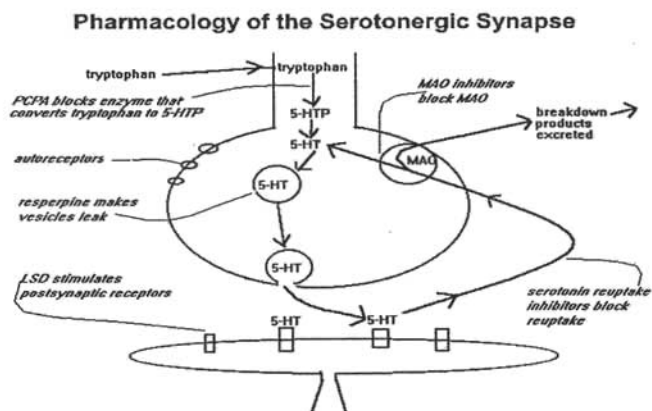 Pharmacology of the Serotonergic Synapse
tryptophan
tryptophan
PCPA blocks enzyme that
converts tryptophan to 5-HTP
MAO inhibitors
block MAO
5-HTP
breakdown
products
excreted
5-HT
autoreceptors
MAO
5-HT
resperpine makes
vesicles leak
5-HT
LSD stimulates
postsynaptic receptors
serotonin reuptake
inhibitors block
reuptake
5-HT
5-HT